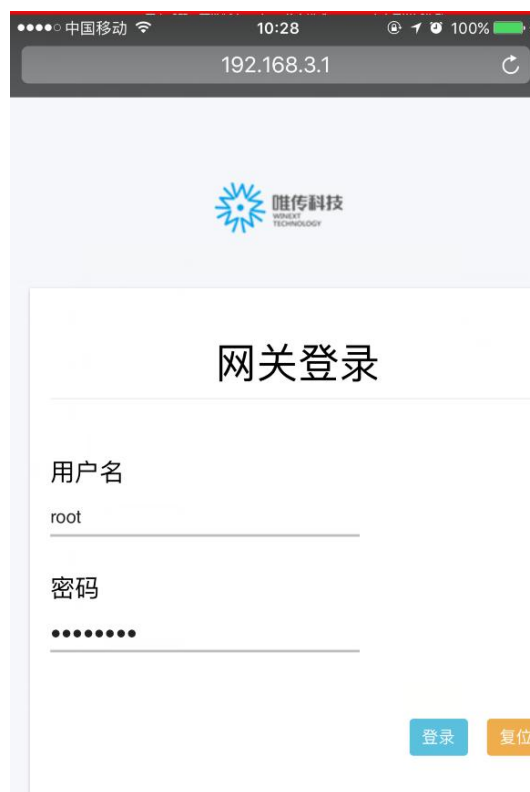 中国移动 10:28 100%
192.168.3.1
唯传科技
WINEXT
TECHNOLOGY
网关登录
用户名
root
密码
••••••••
登录 复位